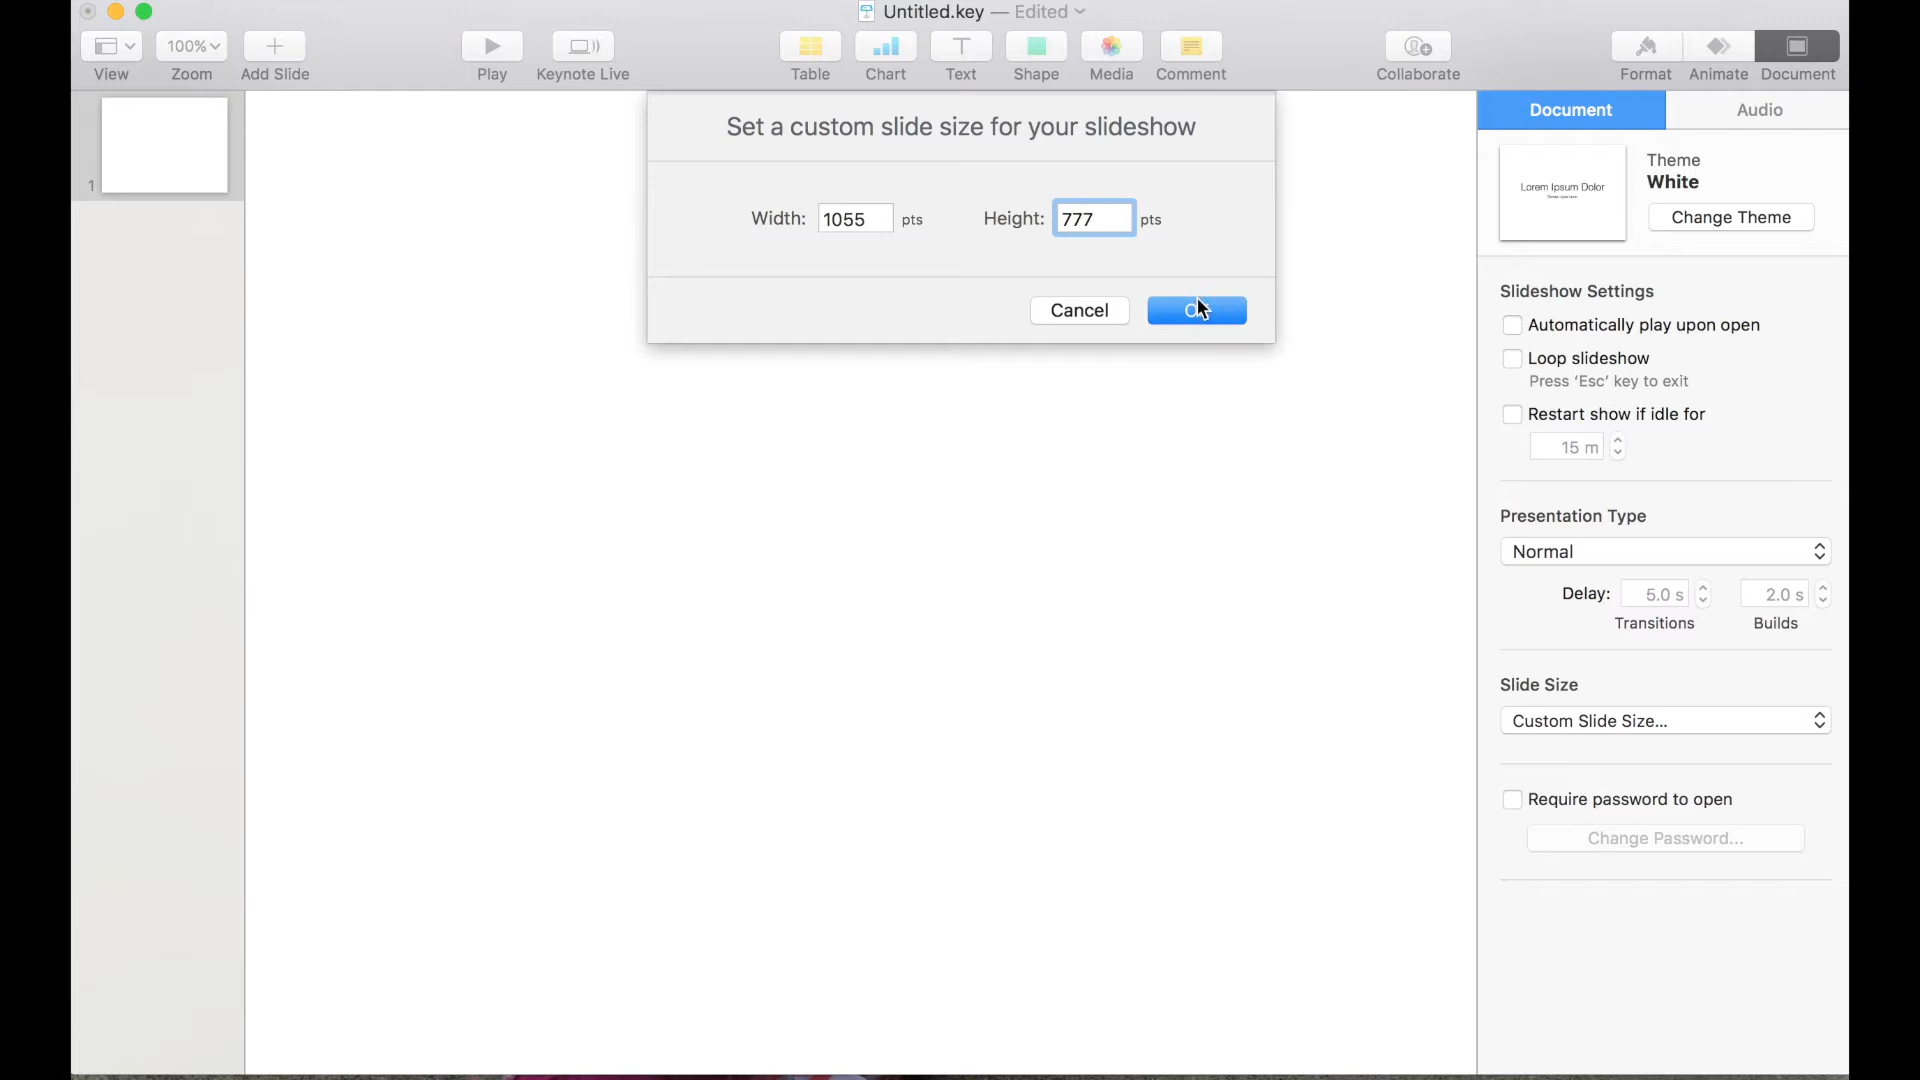 Untitled.key — Edited
100%
View
Zoom
Add Slide
Play
Keynote Live
Table
Chart
Text
Shape
Media
Comment
Collaborate
Format
Animate
Document
1
Set a custom slide size for your slideshow
Width: 1055 pts
Height: 777 pts
Cancel
Document
Audio
Lorem Ipsum Dolor
Theme
White
Change Theme
Slideshow Settings
Automatically play upon open
Loop slideshow
Press ‘Esc’ key to exit
Restart show if idle for
15 m
Presentation Type
Normal
Delay: 5.0 s 2.0 s
Transitions Builds
Slide Size
Custom Slide Size...
Require password to open
Change Password...